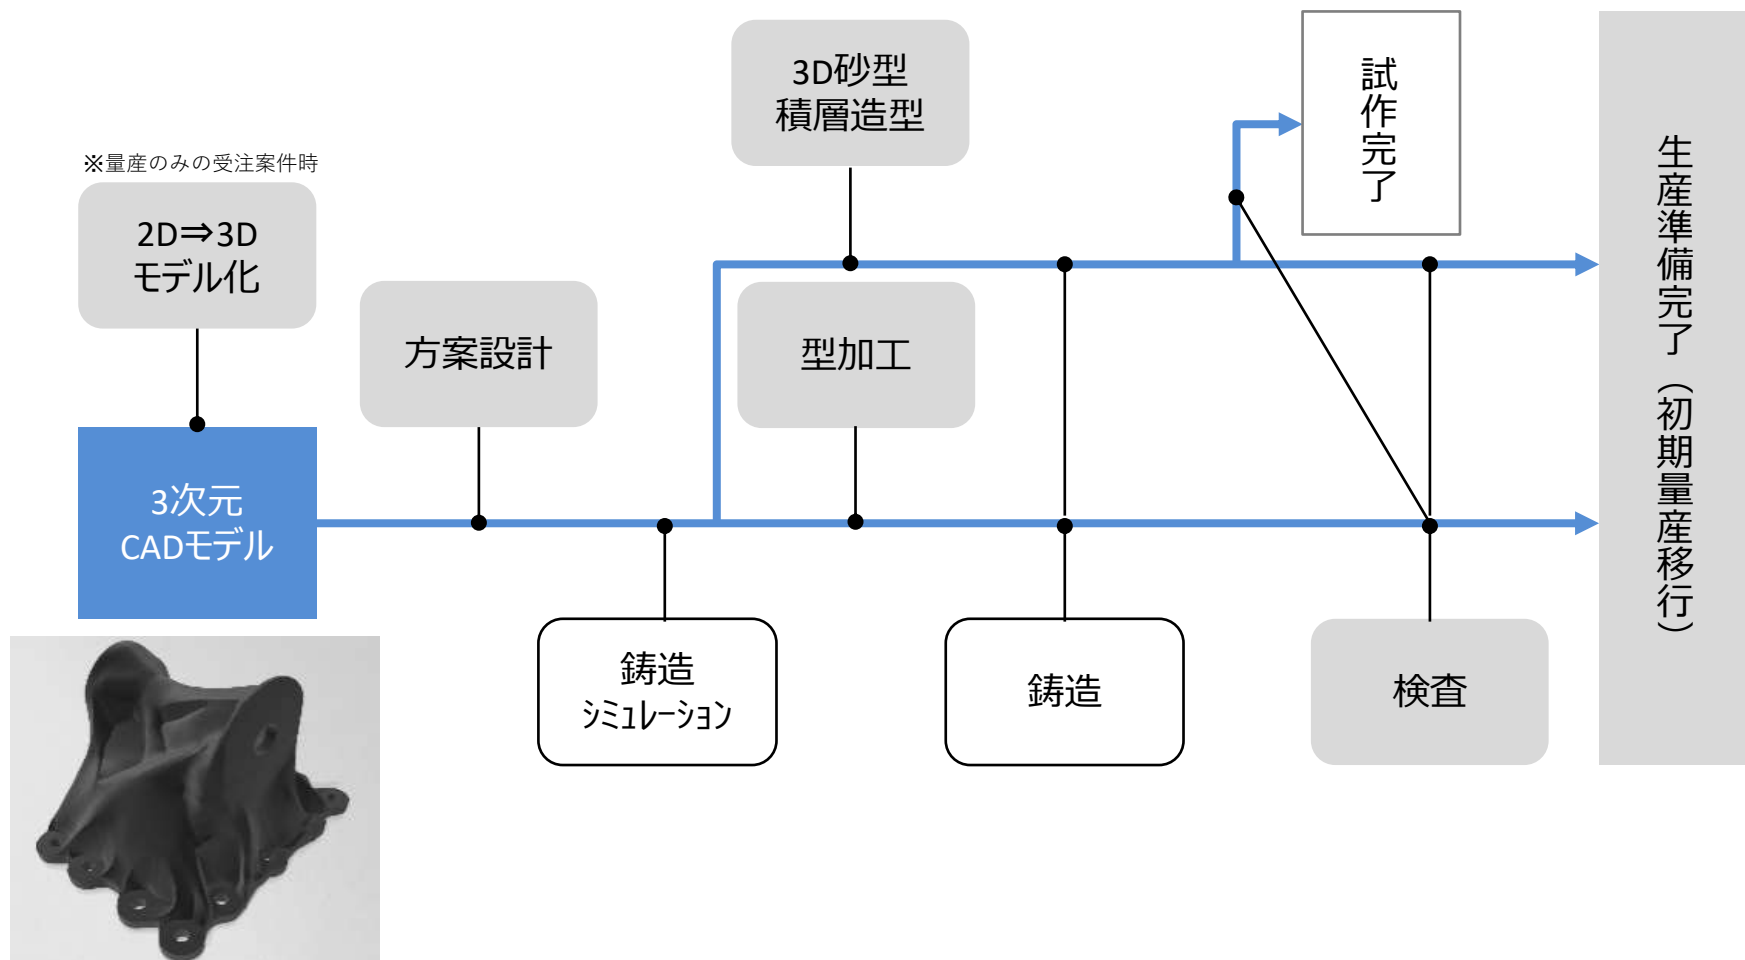 ※量産のみの受注案件時
2D⇒3D
モデル化
3次元
CADモデル
方案設計
鋳造
シミュレーション
3D砂型
積層造型
型加工
鋳造
試作完了
検査
生産準備完了（初期量産移行）